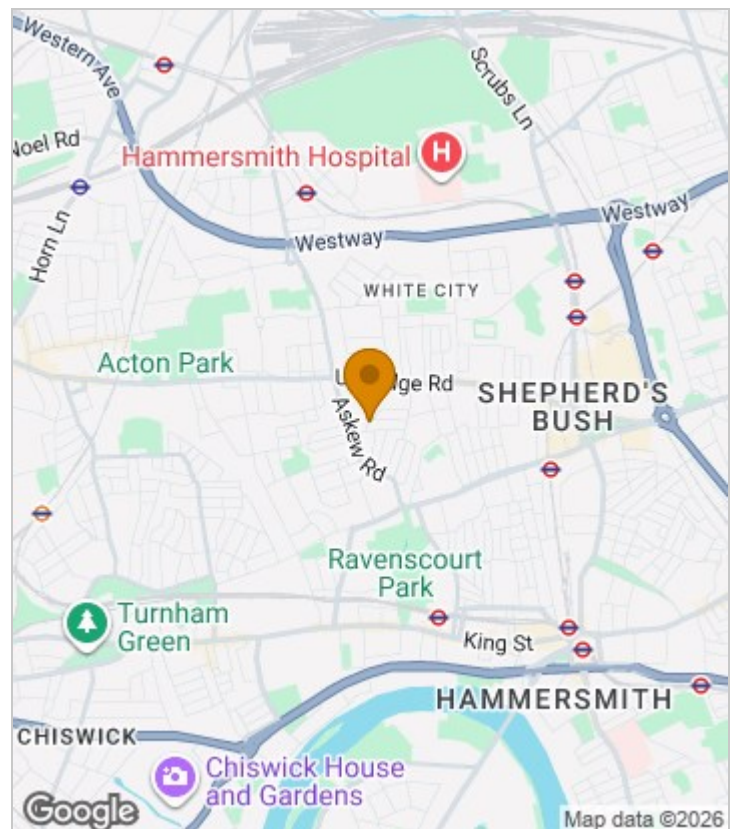 Western Ave
Scrubs Ln
Noel Rd
Hammersmith Hospital
H
Horn Ln
Westway
Westway
WHITE CITY
Acton Park
dge Rd
SHEPHERD'S
BUSH
Askew Rd
Ravenscourt
Park
Turnham
Green
King St
HAMMERSMITH
CHISWICK
Chiswick House
and Gardens
Google
Map data ©2026